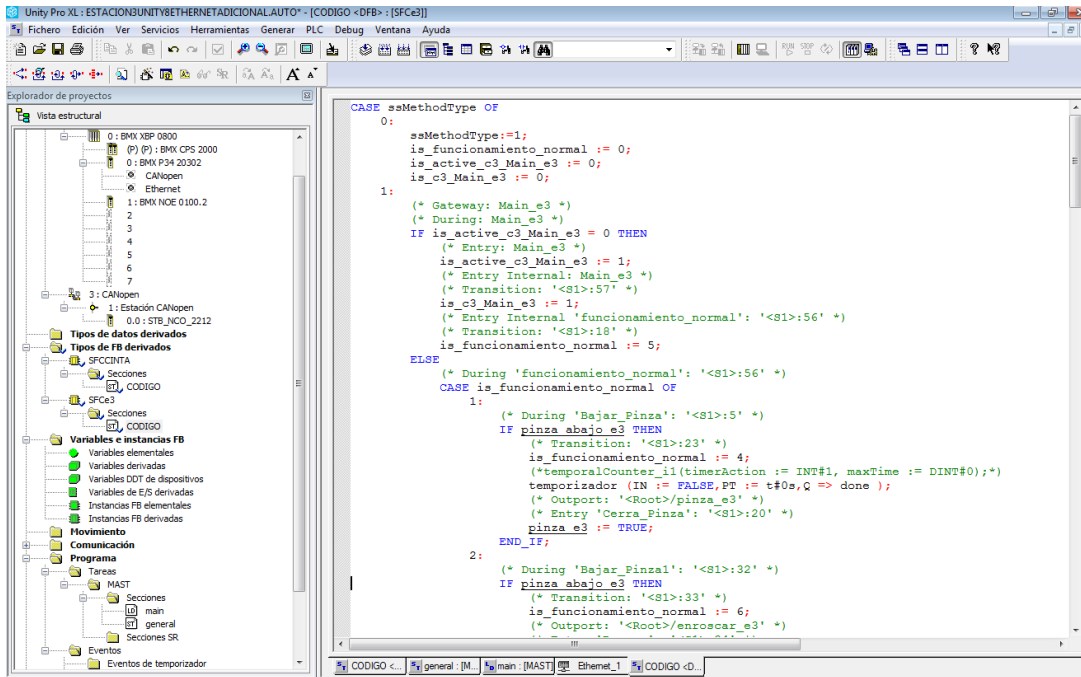 Unity Pro XL : ESTACION3UNITY8ETHERNETADICIONAL.AUTO* - [CODIGO <DFB> : [SFCe3]]
Fichero Edición Ver Servicios Herramientas Generar PLC Debug Ventana Ayuda
Explorador de proyectos
Vista estructural
0 : BMX XBP 0800
(P) (P) : BMX CPS 2000
0 : BMX P34 20302
CANopen
Ethernet
1 : BMX NOE 0100.2
2
3
4
5
6
7
3 : CANopen
1 : Estación CANopen
0.0 : STB_NCO_2212
Tipos de datos derivados
Tipos de FB derivados
SFCCINTA
Secciones
CODIGO
SFCe3
Secciones
CODIGO
Variables e instancias FB
Variables elementales
Variables derivadas
Variables DDT de dispositivos
Variables de E/S derivadas
Instancias FB elementales
Instancias FB derivadas
Movimiento
Comunicación
Programa
Tareas
MAST
Secciones
main
general
Secciones SR
Eventos
Eventos de temporizador
CASE ssMethodType OF
0:
ssMethodType:=1;
is_funcionamiento_normal := 0;
is_active_c3_Main_e3 := 0;
is_c3_Main_e3 := 0;
1:
(* Gateway: Main_e3 *)
(* During: Main_e3 *)
IF is_active_c3_Main_e3 = 0 THEN
(* Entry: Main_e3 *)
is_active_c3_Main_e3 := 1;
(* Entry Internal: Main_e3 *)
(* Transition: '<S1>:57' *)
is_c3_Main_e3 := 1;
(* Entry Internal 'funcionamiento_normal': '<S1>:56' *)
(* Transition: '<S1>:18' *)
is_funcionamiento_normal := 5;
ELSE
(* During 'funcionamiento_normal': '<S1>:56' *)
CASE is_funcionamiento_normal OF
1:
(* During 'Bajar_Pinza': '<S1>:5' *)
IF pinza_abajo_e3 THEN
(* Transition: '<S1>:23' *)
is_funcionamiento_normal := 4;
(*temporalCounter_i1(timerAction := INT#1, maxTime := DINT#0);*)
temporizador (IN := FALSE,PT := t#0s,Q => done );
(* Outport: '<Root>/pinza_e3' *)
(* Entry 'Cerra_Pinza': '<S1>:20' *)
pinza_e3 := TRUE;
END_IF;
2:
(* During 'Bajar_Pinza1': '<S1>:32' *)
IF pinza_abajo_e3 THEN
(* Transition: '<S1>:33' *)
is_funcionamiento_normal := 6;
(* Outport: '<Root>/enroscar_e3' *)
CODIGO <... general : [M... main : [MAST] Ethernet_1 CODIGO <D...